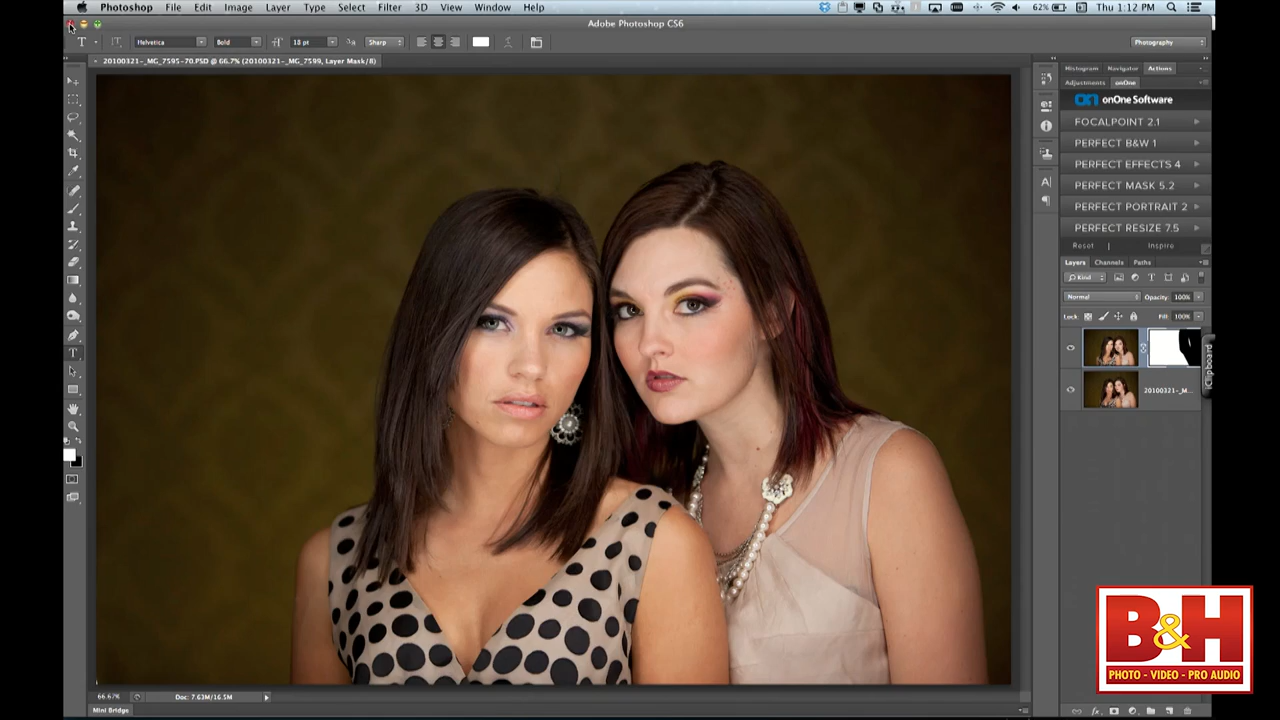 Photoshop File Edit Image Layer Type Select Filter 3D View Window Help
62% Thu 1:12 PM
Adobe Photoshop CS6
T Helvetica Bold 18 pt Sharp Photography
20100321-_MG_7595-70.PSD @ 66.7% (20100321-_MG_7599, Layer Mask/8)
Histogram Navigator Actions
Adjustments onOne
on onOne Software
FOCALPOINT 2.1
PERFECT B&W 1
PERFECT EFFECTS 4
PERFECT MASK 5.2
PERFECT PORTRAIT 2
PERFECT RESIZE 7.5
Reset | Inspire
Layers Channels Paths
Kind
Normal Opacity: 100%
Lock: Fill: 100%
iClipboard
20100321-_M...
B&H
PHOTO - VIDEO - PRO AUDIO
66.67% Doc: 7.63M/16.5M
Mini Bridge